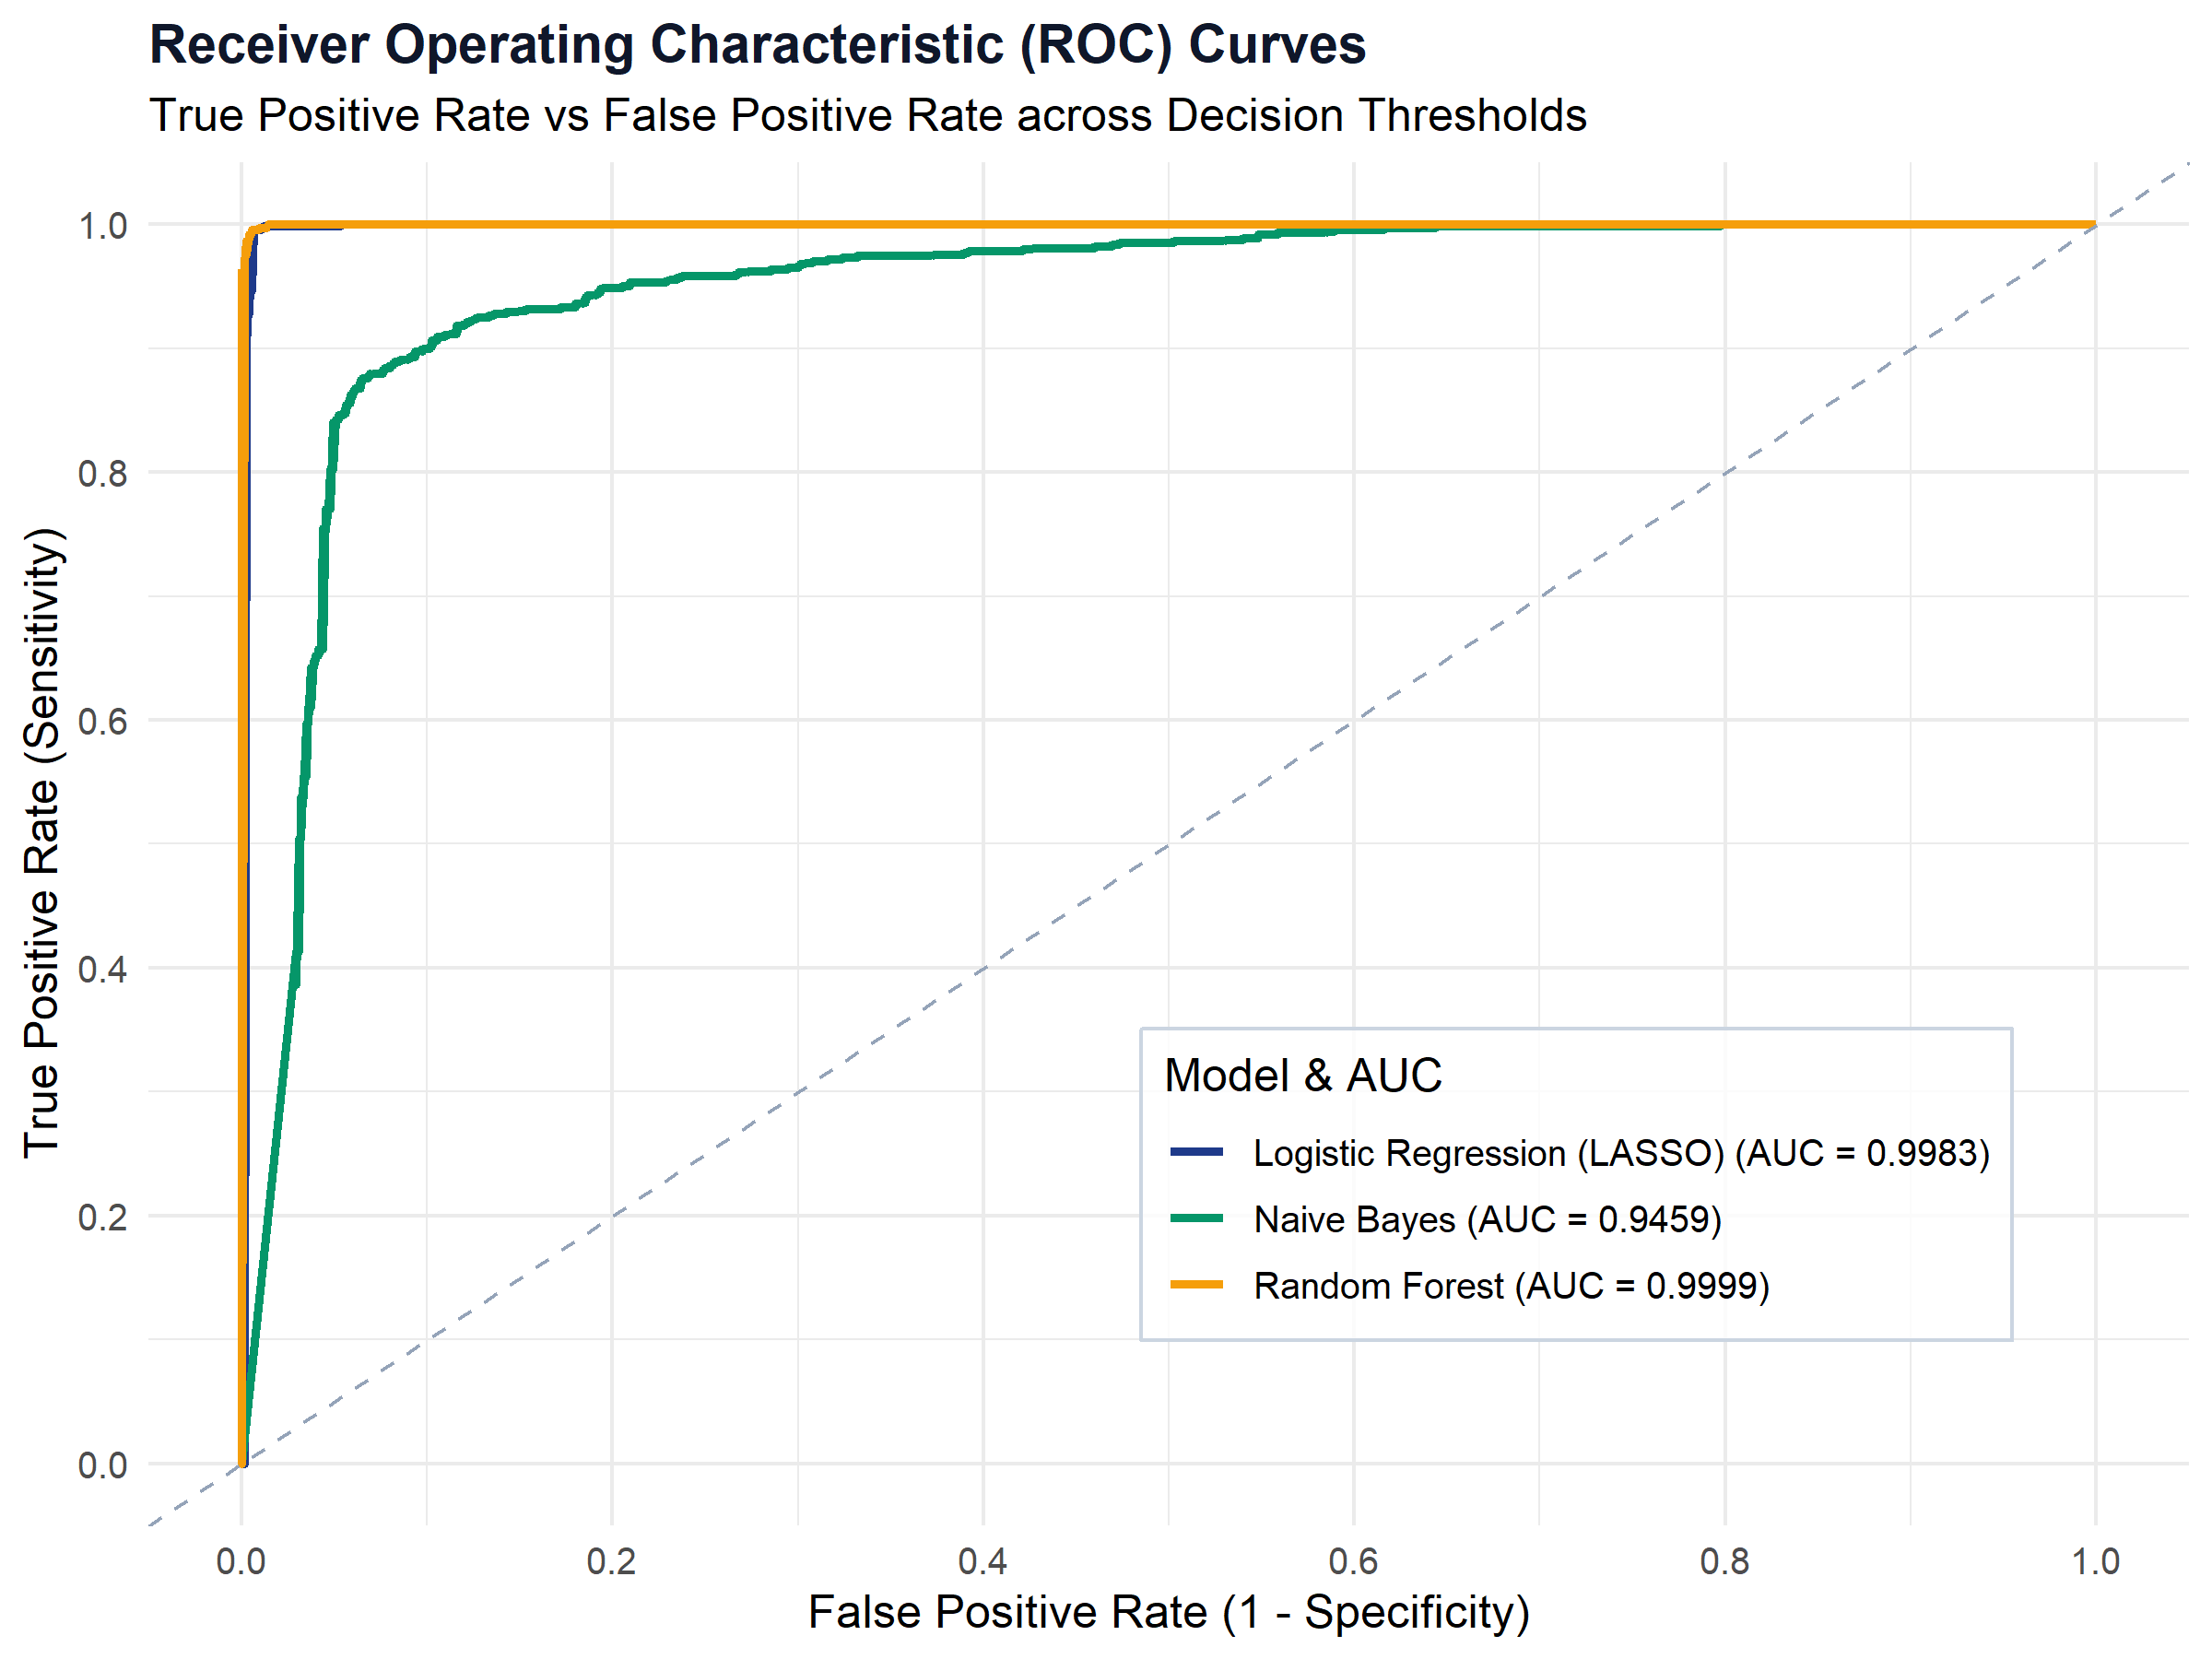 Receiver Operating Characteristic (ROC) Curves
True Positive Rate vs False Positive Rate across Decision Thresholds
True Positive Rate (Sensitivity)
1.0
0.8
0.6
0.4
0.2
0.0
Model & AUC
Logistic Regression (LASSO) (AUC = 0.9983)
Naive Bayes (AUC = 0.9459)
Random Forest (AUC = 0.9999)
0.0 0.2 0.4 0.6 0.8 1.0
False Positive Rate (1 - Specificity)